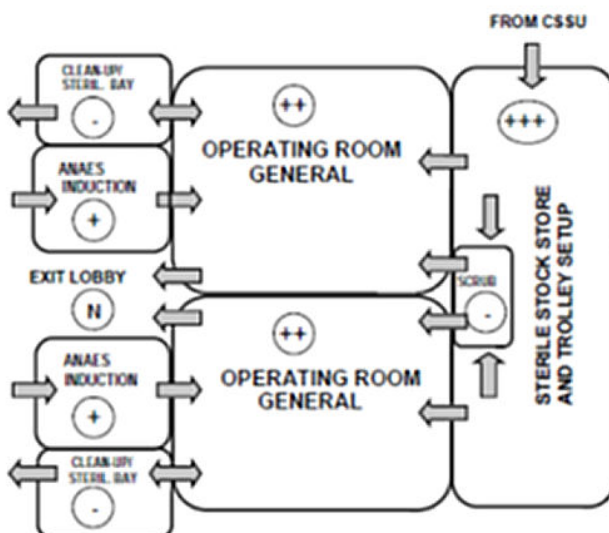 FROM CSSU
CLEAN-UP/
STERIL. BAY
-
++
+++
OPERATING ROOM
GENERAL
ANAES
INDUCTION
+
EXIT LOBBY
N
SCRUB
-
STERILE STOCK STORE
AND TROLLEY SETUP
++
ANAES
INDUCTION
+
OPERATING ROOM
GENERAL
CLEAN-UP/
STERIL. BAY
-